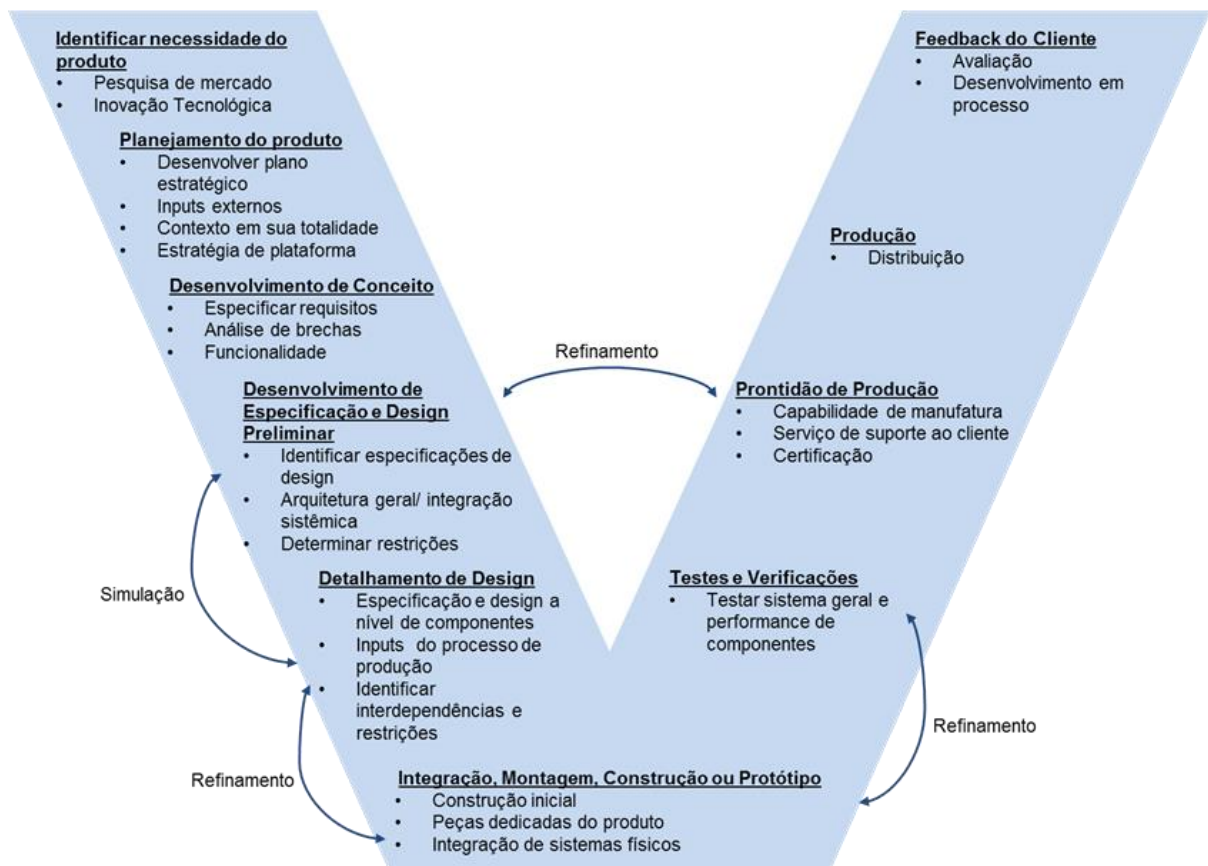 Identificar necessidade do
produto
• Pesquisa de mercado
• Inovação Tecnológica
Planejamento do produto
• Desenvolver plano
estratégico
• Inputs externos
• Contexto em sua totalidade
• Estratégia de plataforma
Desenvolvimento de Conceito
• Especificar requisitos
• Análise de brechas
• Funcionalidade
Desenvolvimento de
Especificação e Design
Preliminar
• Identificar especificações de
design
• Arquitetura geral/ integração
sistêmica
• Determinar restrições
Simulação
Detalhamento de Design
• Especificação e design a
nível de componentes
• Inputs do processo de
produção
• Identificar
interdependências e
restrições
Refinamento
Integração, Montagem, Construção ou Protótipo
• Construção inicial
• Peças dedicadas do produto
• Integração de sistemas físicos
Refinamento
Testes e Verificações
• Testar sistema geral e
performance de
componentes
Refinamento
Prontidão de Produção
• Capabilidade de manufatura
• Serviço de suporte ao cliente
• Certificação
Produção
• Distribuição
Feedback do Cliente
• Avaliação
• Desenvolvimento em
processo